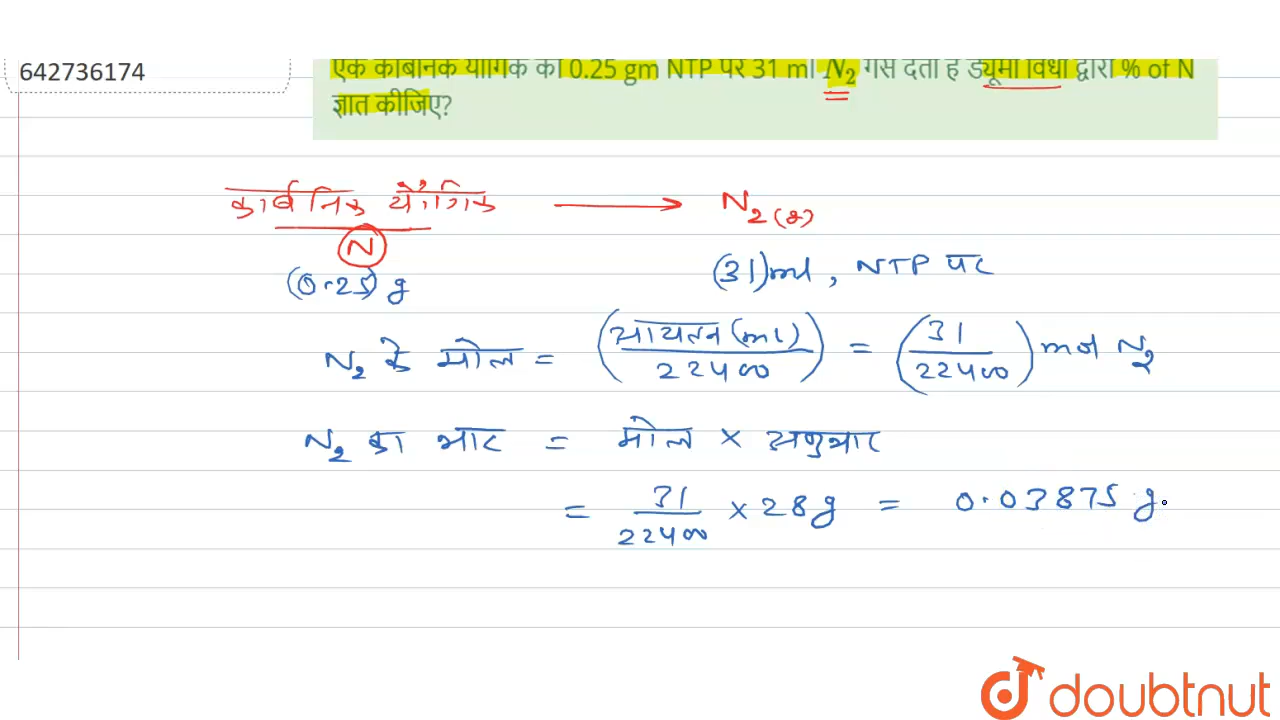 642736174
एक कार्बनिक यौगिक का 0.25 gm NTP पर 31 ml N₂ गैस देता है ड्यूमा विधी द्वारा % of N
ज्ञात कीजिए?
कार्बनिक यौगिक → N₂(g)
N
(0.25) g (31) ml, NTP पर
N₂ के मोल = (आयतन (ml) / 22400) = (31 / 22400) mol N₂
N₂ का भार = मोल × अणुभार
= 31/22400 × 28 g = 0.03875 g
doubtnut